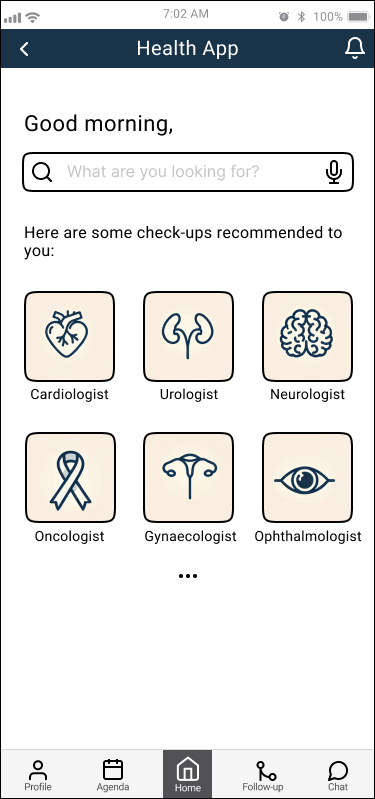 7:02 AM
100%
Health App
Good morning,
What are you looking for?
Here are some check-ups recommended to
you:
Cardiologist
Urologist
Neurologist
Oncologist
Gynaecologist
Ophthalmologist
...
Profile
Agenda
Home
Follow-up
Chat